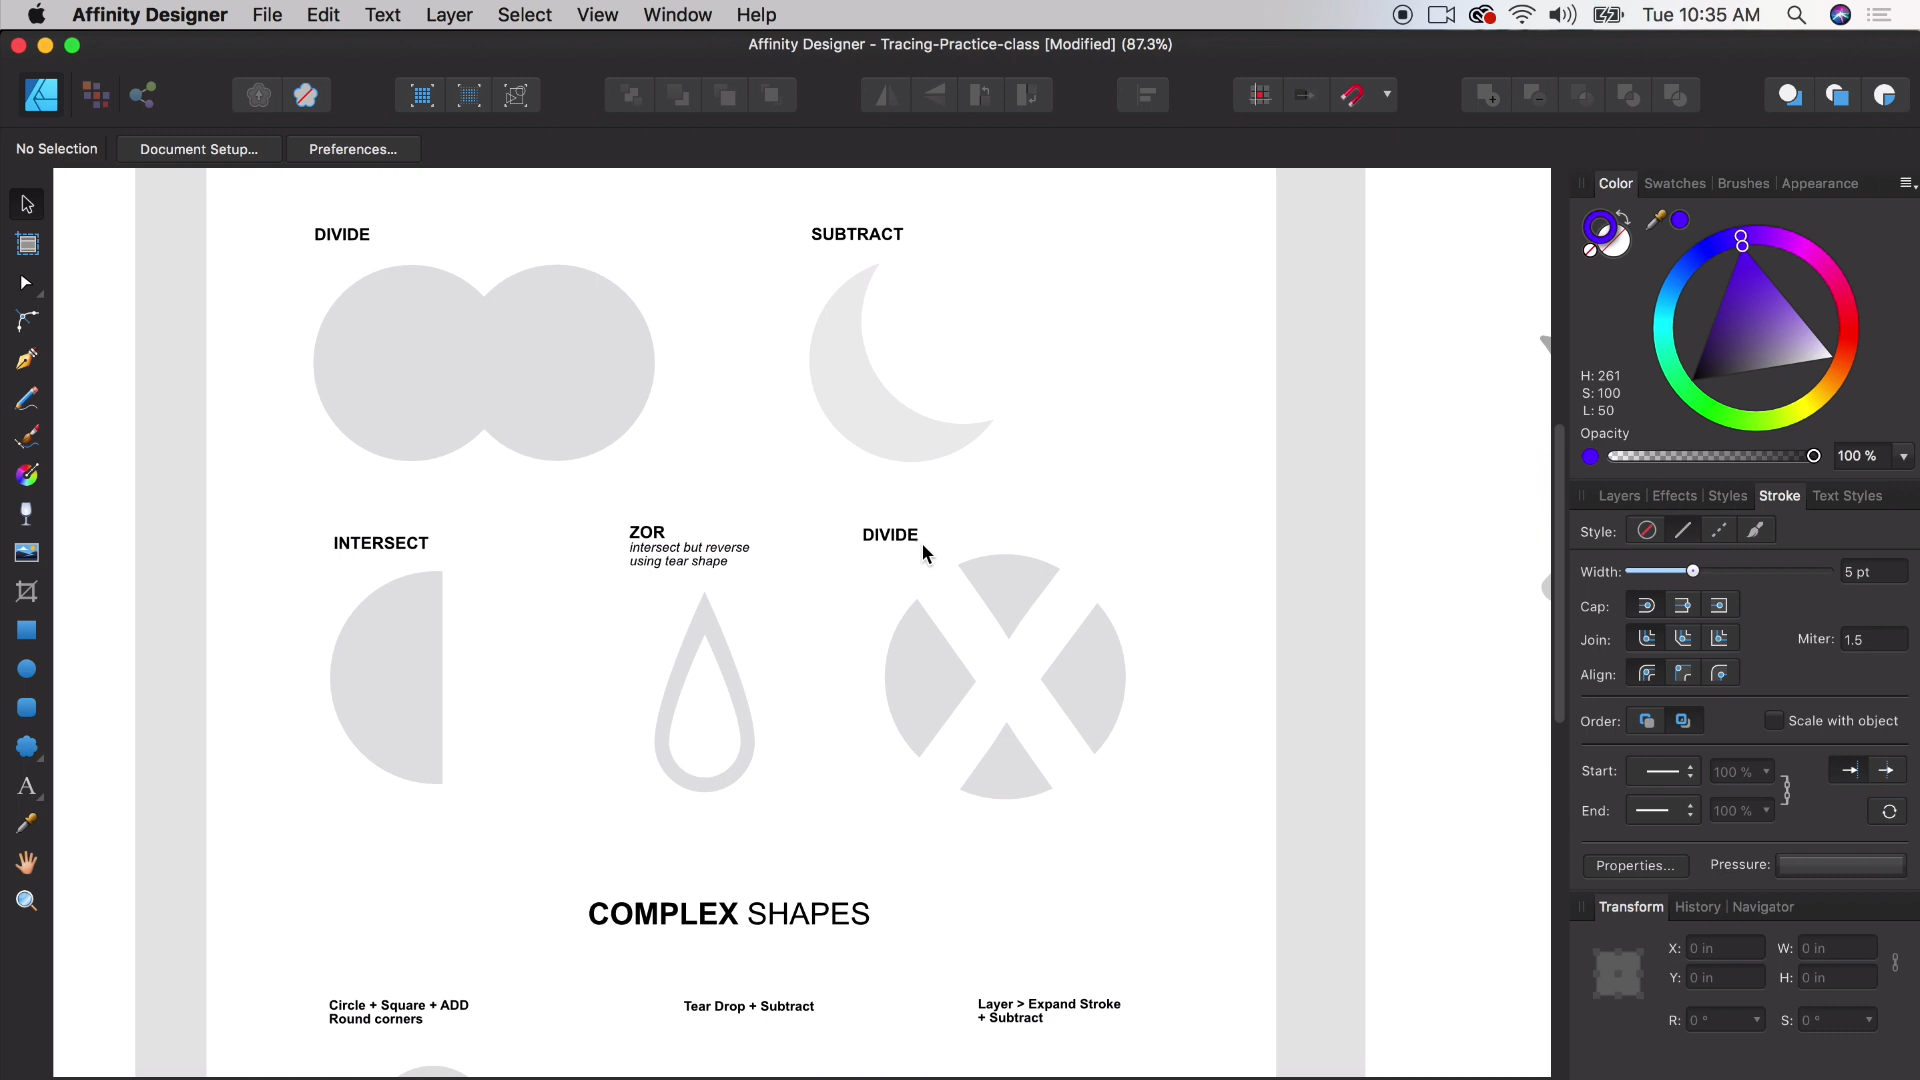 Affinity Designer File Edit Text Layer Select View Window Help Tue 10:35 AM
Affinity Designer - Tracing-Practice-class [Modified] (87.3%)
No Selection Document Setup... Preferences...
Color Swatches Brushes Appearance
DIVIDE
SUBTRACT
H: 261
S: 100
L: 50
Opacity
100 %
Layers Effects Styles Stroke Text Styles
Style:
INTERSECT
ZOR
intersect but reverse
using tear shape
DIVIDE
Width: 5 pt
Cap:
Join: Miter: 1.5
Align:
Order: Scale with object
Start: 100 %
End: 100 %
Properties... Pressure:
COMPLEX SHAPES
Transform History Navigator
X: 0 in W: 0 in
Y: 0 in H: 0 in
R: 0 ° S: 0 °
Circle + Square + ADD
Round corners
Tear Drop + Subtract
Layer > Expand Stroke
+ Subtract